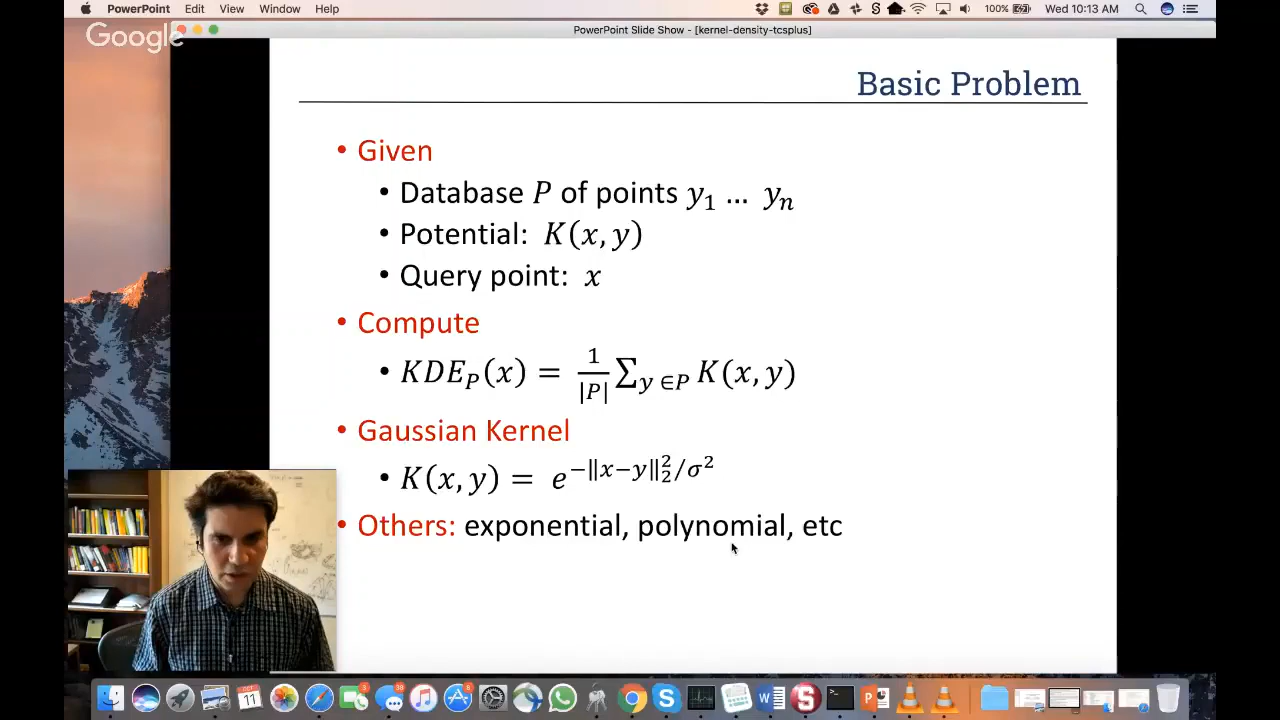 PowerPoint Edit View Window Help 100% Wed 10:13 AM
Google
PowerPoint Slide Show - [kernel-density-tcsplus]
Basic Problem
• Given
• Database P of points y₁ … yₙ
• Potential: K(x, y)
• Query point: x
• Compute
• KDE_P(x) = 1/|P| ∑_{y ∈P} K(x, y)
• Gaussian Kernel
• K(x, y) = e^{−‖x−y‖₂²/σ²}
• Others: exponential, polynomial, etc